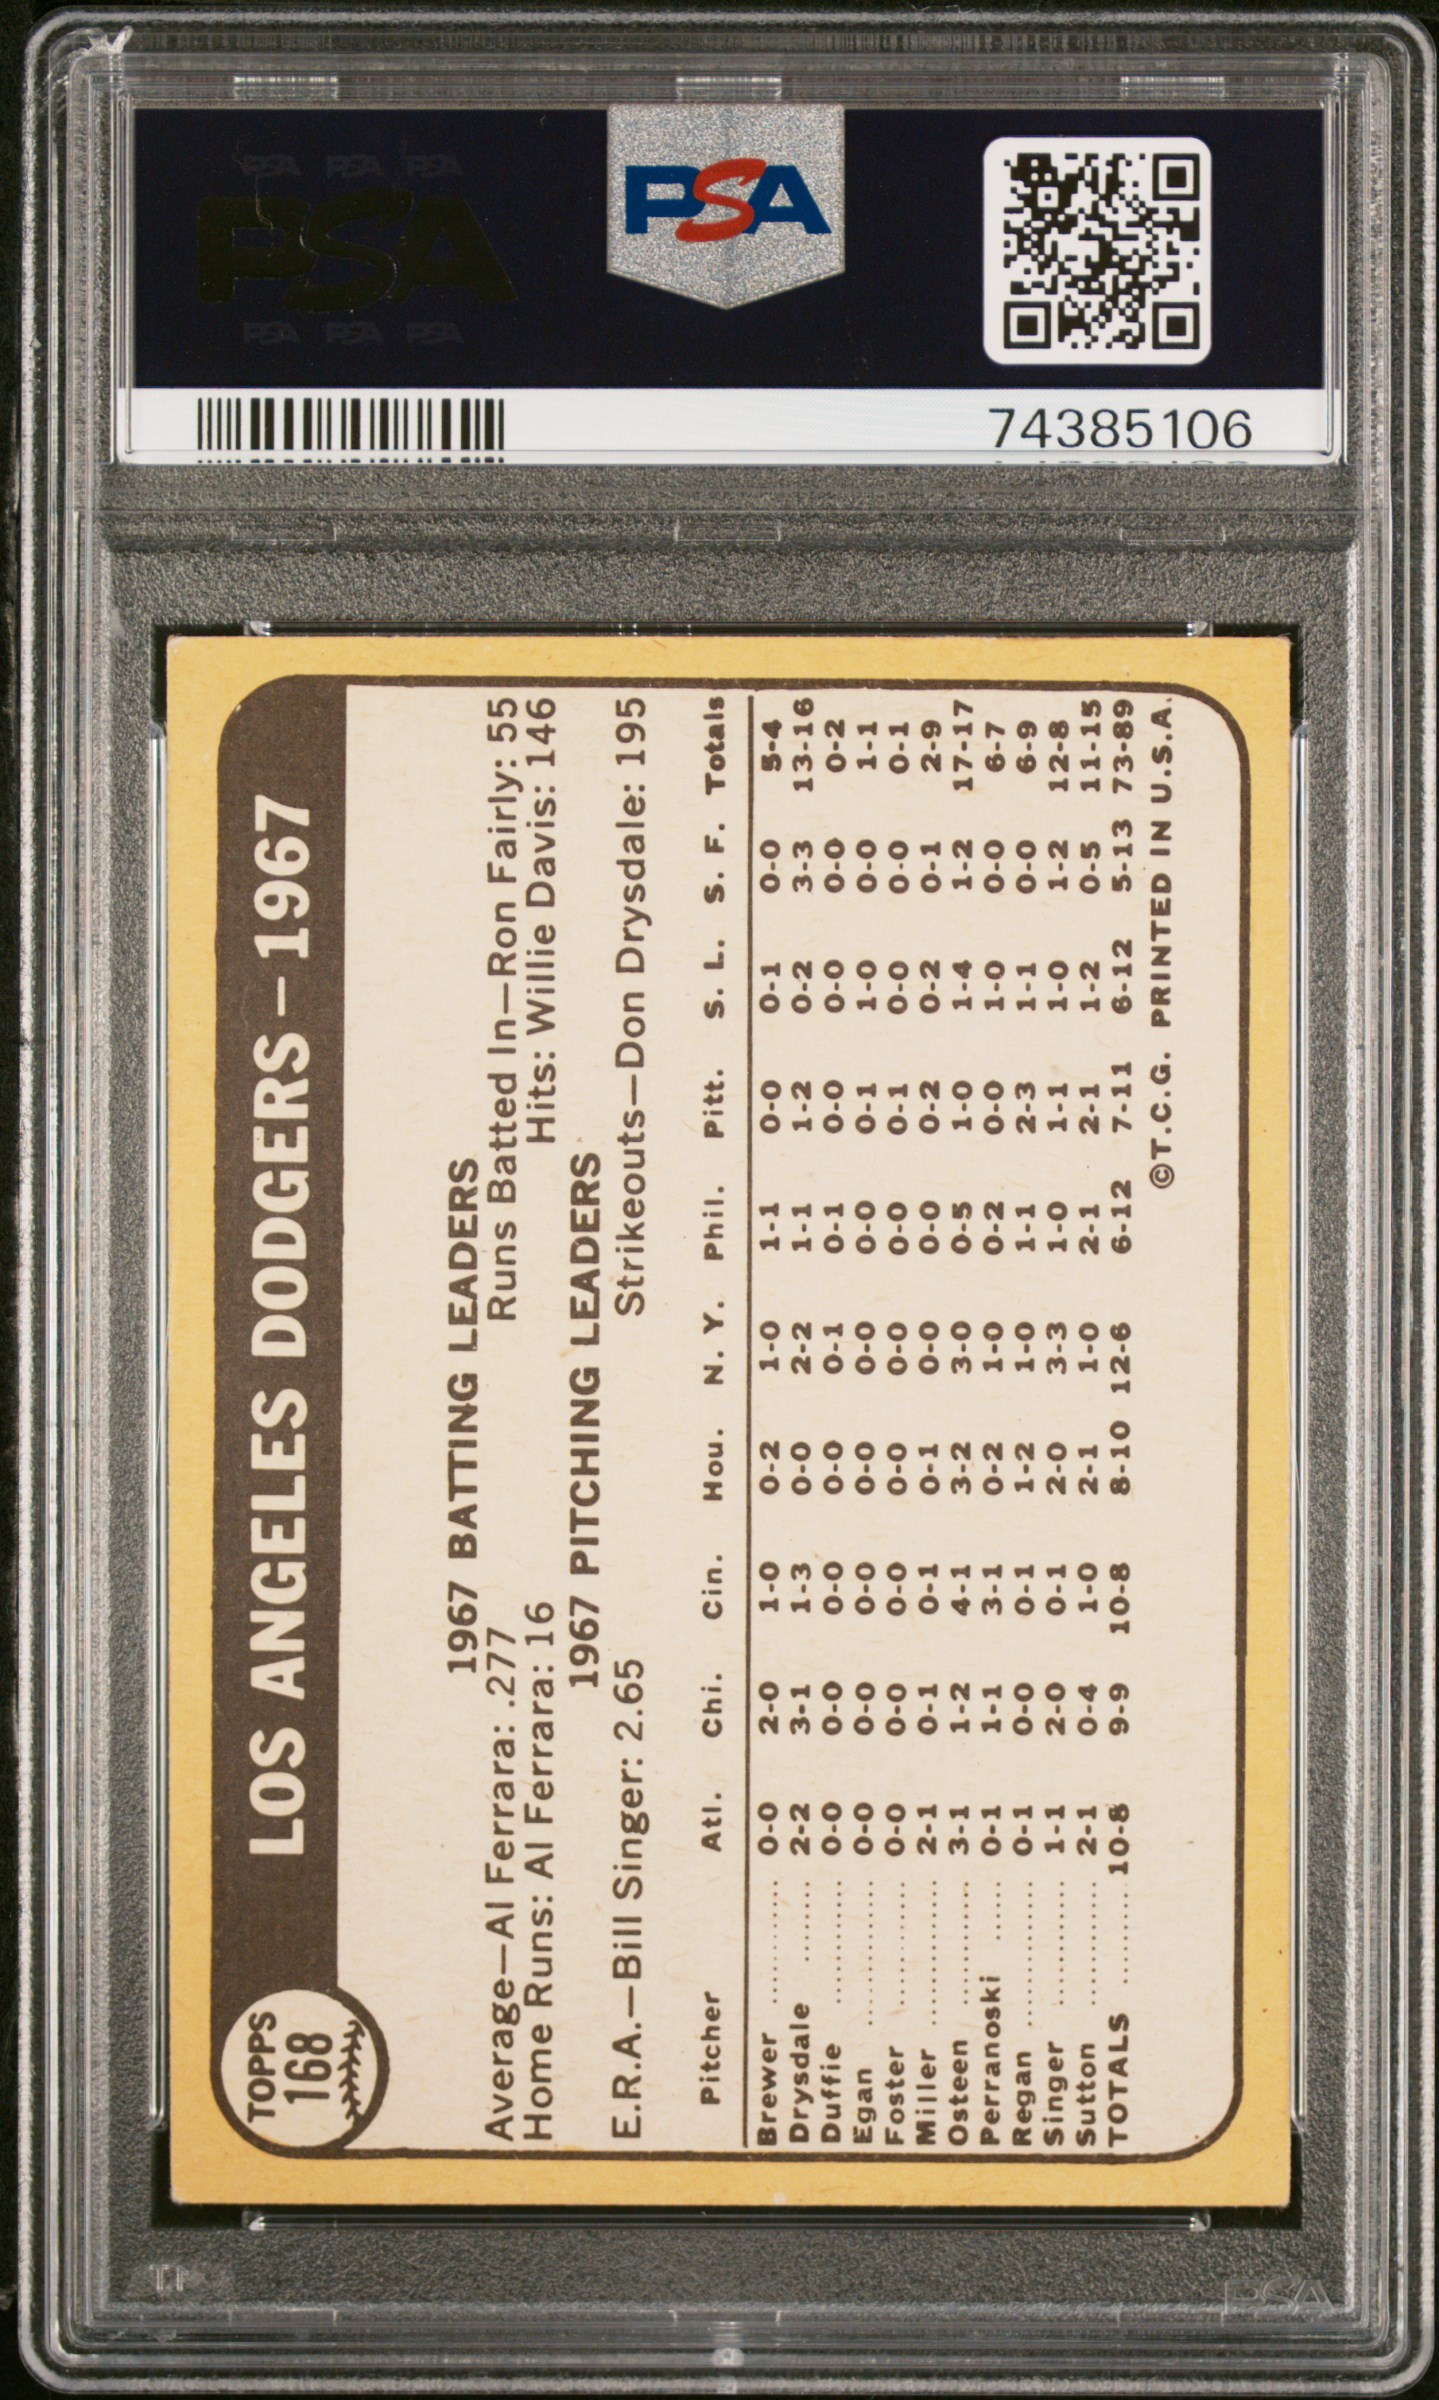 PSA PSA PSA
PSA
PSA PSA PSA
PSA
74385106
TOPPS
168
LOS ANGELES DODGERS—1967
1967 BATTING LEADERS
Average—Al Ferrara: .277 Runs Batted In—Ron Fairly: 55
Home Runs: Al Ferrara: 16 Hits: Willie Davis: 146
1967 PITCHING LEADERS
E.R.A.—Bill Singer: 2.65 Strikeouts—Don Drysdale: 195
Pitcher Atl. Chi. Cin. Hou. N. Y. Phil. Pitt. S. L. S. F. Totals
Brewer ........... 0-0 2-0 1-0 0-2 1-0 1-1 0-0 0-1 0-0 5-4
Drysdale ........ 2-2 3-1 1-3 0-0 2-2 1-1 1-2 0-2 3-3 13-16
Duffie ............ 0-0 0-0 0-0 0-0 0-1 0-1 0-0 0-0 0-0 0-2
Egan .............. 0-0 0-0 0-0 0-0 0-0 0-0 0-1 1-0 0-0 1-1
Foster ............ 0-0 0-0 0-0 0-0 0-0 0-0 0-1 0-0 0-0 0-1
Miller .............. 2-1 0-1 0-1 0-1 0-0 0-0 0-2 0-2 0-1 2-9
Osteen ............ 3-1 1-2 4-1 3-2 3-0 0-5 1-0 1-4 1-2 17-17
Perranoski ...... 0-1 1-1 3-1 0-2 1-0 0-2 0-0 1-0 0-0 6-7
Regan .............. 0-1 0-0 0-1 1-2 1-0 1-1 2-3 1-1 0-0 6-9
Singer ............ 1-1 2-0 0-1 2-0 3-3 1-0 1-1 1-0 1-2 12-8
Sutton ............ 2-1 0-4 1-0 2-1 1-0 2-1 2-1 1-2 0-5 11-15
TOTALS .......... 10-8 9-9 10-8 8-10 12-6 6-12 7-11 6-12 5-13 73-89
©T.C.G. PRINTED IN U.S.A.
PSA